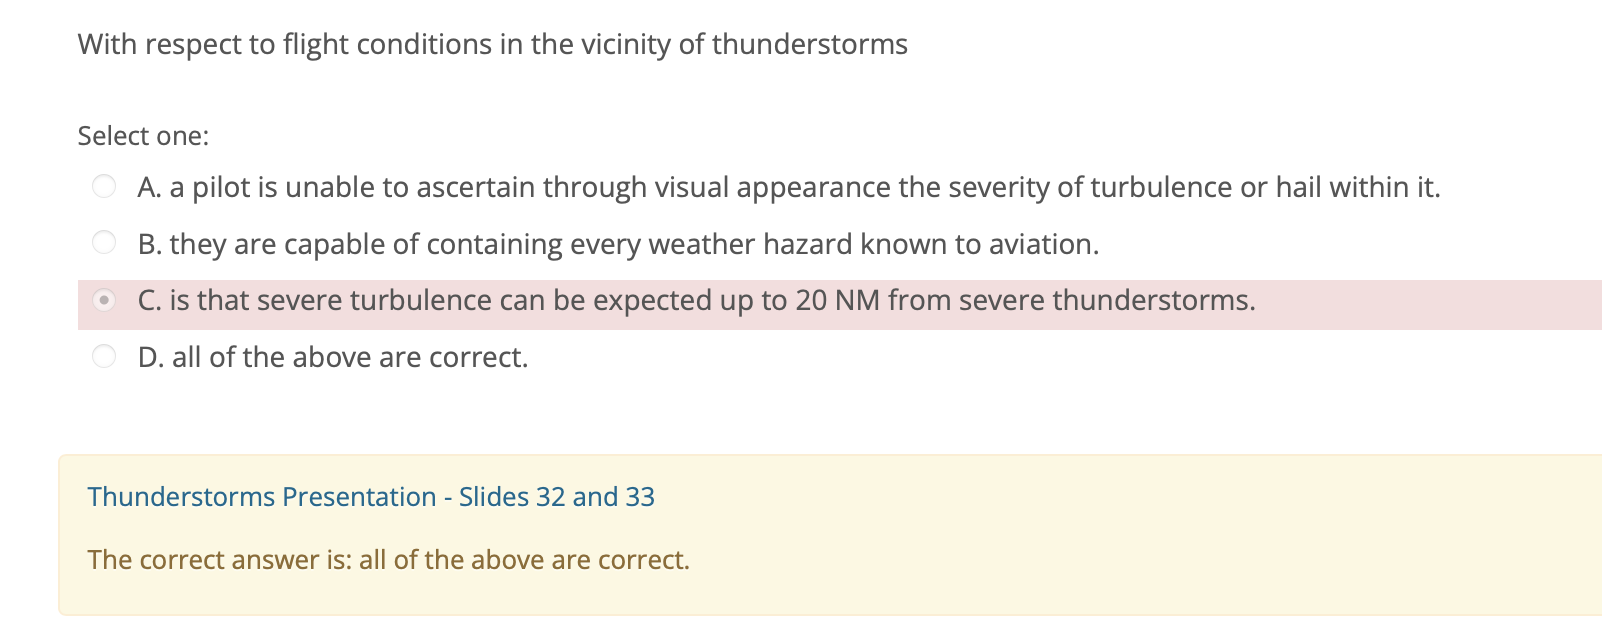 With respect to flight conditions in the vicinity of thunderstorms
Select one:
A. a pilot is unable to ascertain through visual appearance the severity of turbulence or hail within it.
B. they are capable of containing every weather hazard known to aviation.
C. is that severe turbulence can be expected up to 20 NM from severe thunderstorms.
D. all of the above are correct.
Thunderstorms Presentation - Slides 32 and 33
The correct answer is: all of the above are correct.